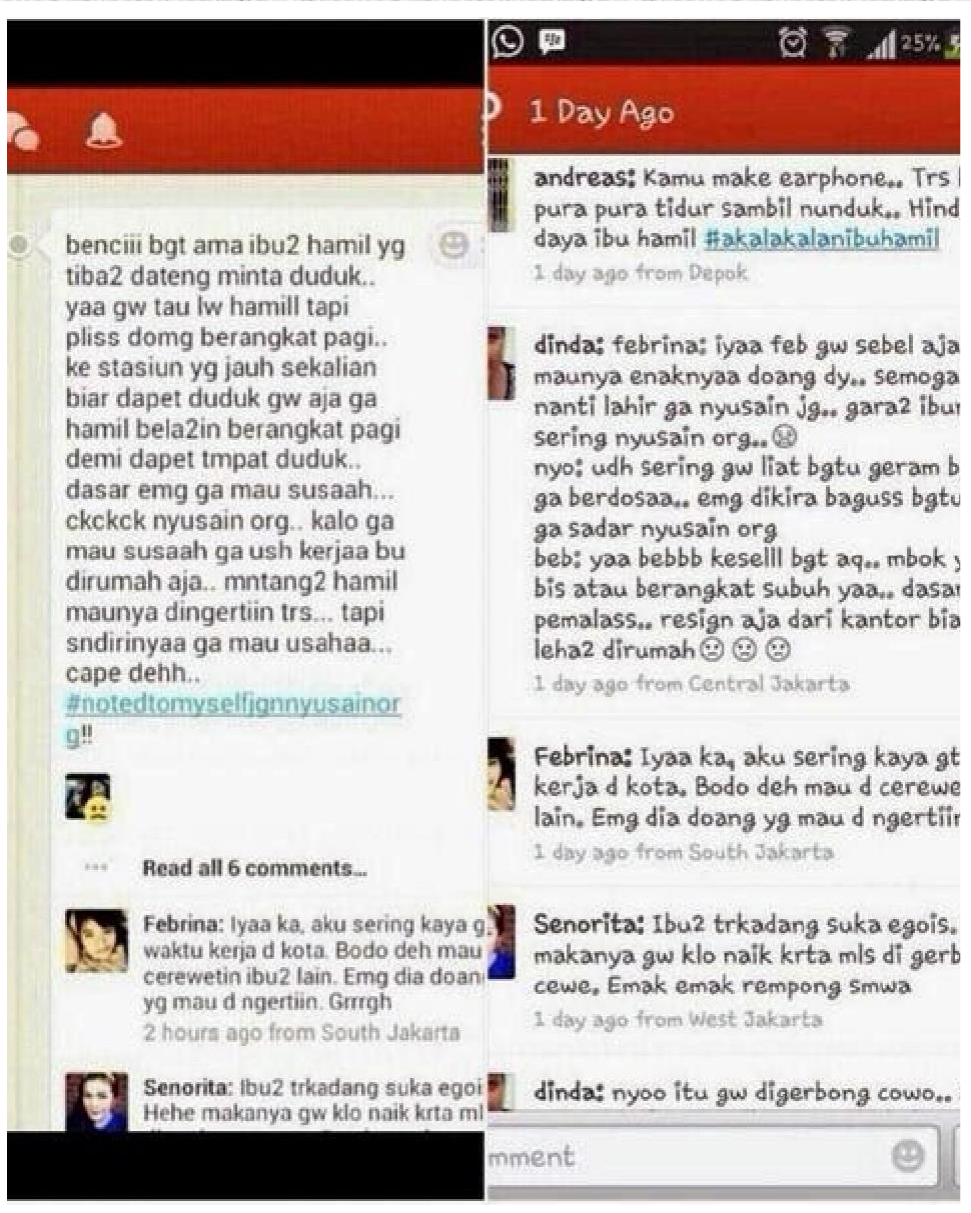 benciii bgt ama ibu2 hamil yg
tiba2 dateng minta duduk..
yaa gw tau lw hamill tapi
pliss domg berangkat pagi..
ke stasiun yg jauh sekalian
biar dapet duduk gw aja ga
hamil bela2in berangkat pagi
demi dapet tmpat duduk..
dasar emg ga mau susaah...
ckckck nyusain org.. kalo ga
mau susaah ga ush kerjaa bu
dirumah aja.. mntang2 hamil
maunya dingertiin trs... tapi
sndirinyaa ga mau usahaa...
cape dehh..
#notedtomyselfjgnnyusainor
g!!
Read all 6 comments...
Febrina: Iyaa ka, aku sering kaya g
waktu kerja d kota. Bodo deh mau
cerewetin ibu2 lain. Emg dia doan
yg mau d ngertiin. Grrrgh
2 hours ago from South Jakarta
Senorita: Ibu2 trkadang suka egoi
Hehe makanya gw klo naik krta ml
25%
1 Day Ago
andreas: Kamu make earphone.. Trs
pura pura tidur sambil nunduk.. Hind
daya ibu hamil #akalakalanibuhamil
1 day ago from Depok
dinda: febrina: iyaa feb gw sebel aja
maunya enaknyaa doang dy.. semoga
nanti lahir ga nyusain jg.. gara2 ibun
sering nyusain org..
nyo: udh sering gw liat bgtu geram b
ga berdosaa.. emg dikira baguss bgtu
ga sadar nyusain org
beb: yaa bebbb keselll bgt aq.. mbok y
bis atau berangkat subuh yaa.. dasar
pemalass.. resign aja dari kantor bia
leha2 dirumah
1 day ago from Central Jakarta
Febrina: Iyaa ka, aku sering kaya gt
kerja d kota. Bodo deh mau d cerewe
lain. Emg dia doang yg mau d ngertiin
1 day ago from South Jakarta
Senorita: Ibu2 trkadang suka egois.
makanya gw klo naik krta mls di gerb
cewe. Emak emak rempong smwa
1 day ago from West Jakarta
dinda: nyoo itu gw digerbong cowo..
mment